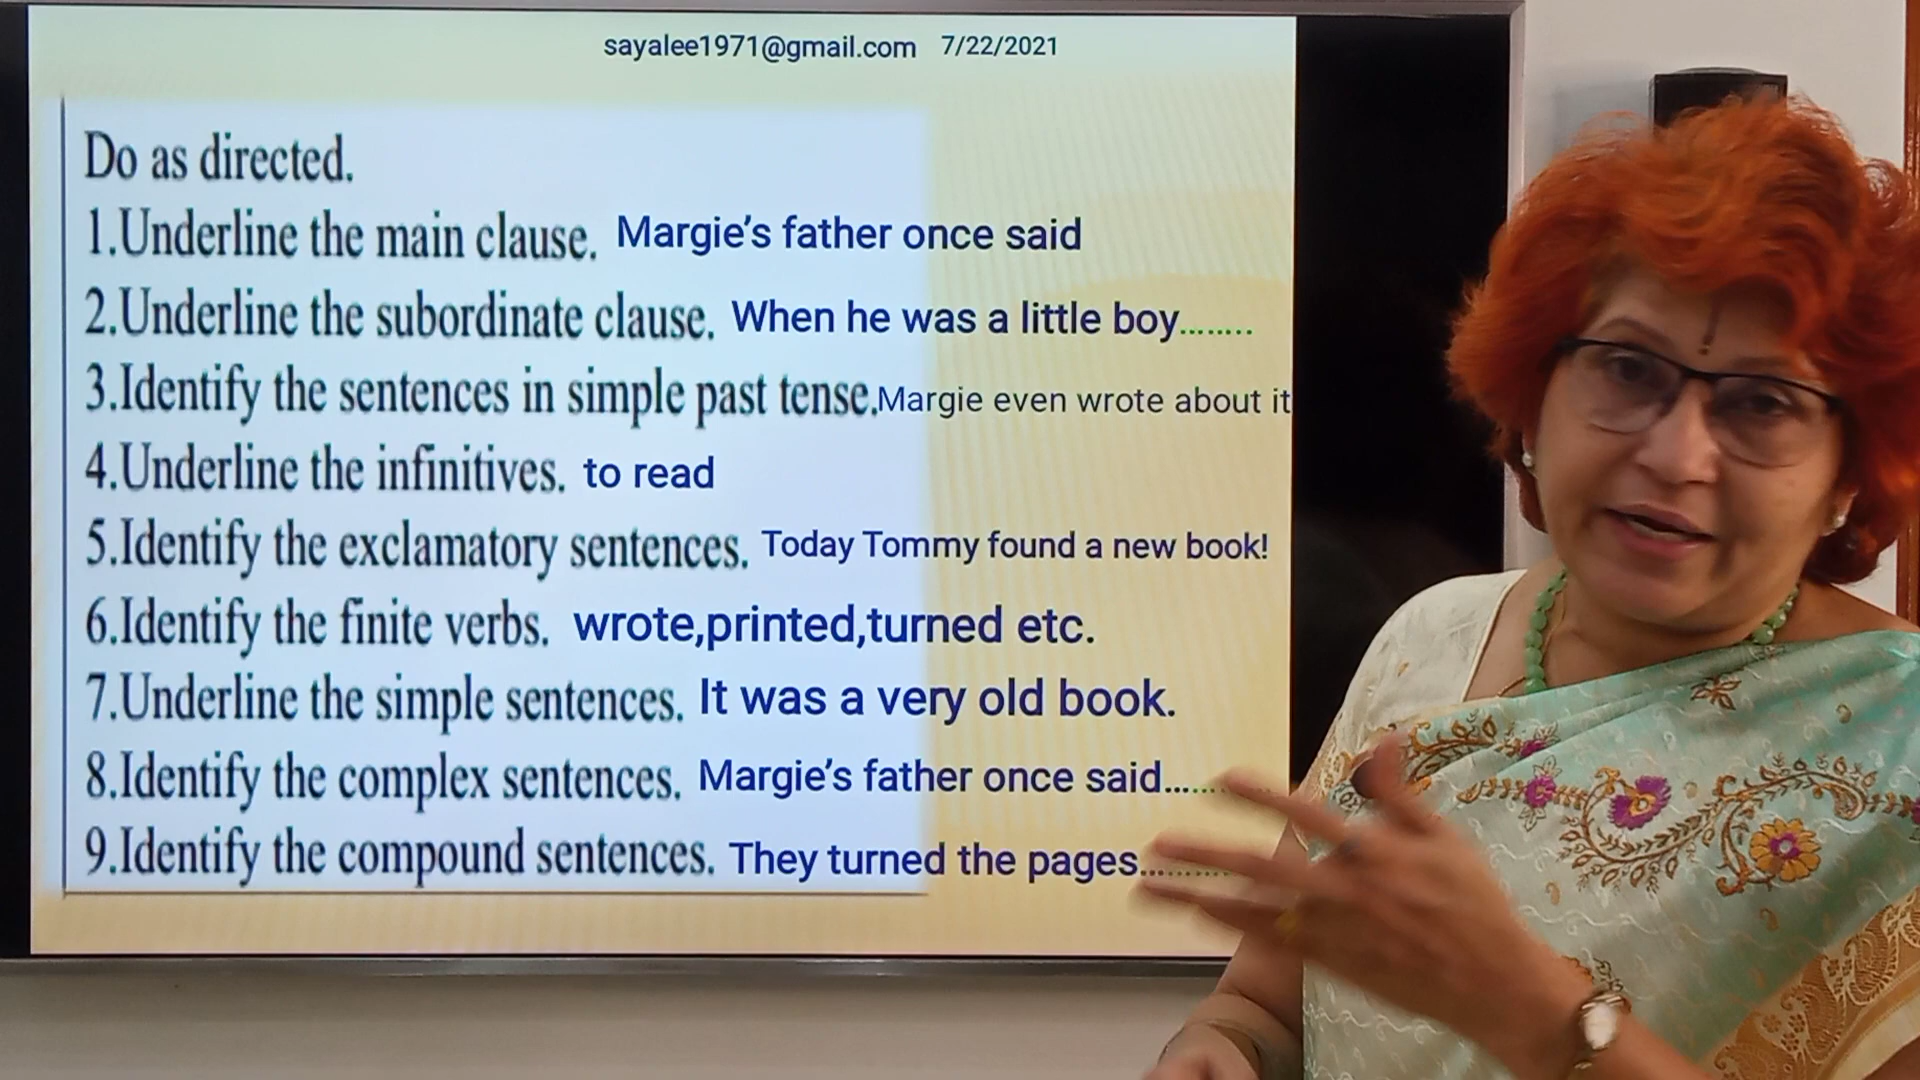 sayalee1971@gmail.com 7/22/2021
Do as directed.
1.Underline the main clause. Margie's father once said
2.Underline the subordinate clause. When he was a little boy........
3.Identify the sentences in simple past tense.Margie even wrote about it
4.Underline the infinitives. to read
5.Identify the exclamatory sentences. Today Tommy found a new book!
6.Identify the finite verbs. wrote,printed,turned etc.
7.Underline the simple sentences. It was a very old book.
8.Identify the complex sentences. Margie's father once said..........
9.Identify the compound sentences. They turned the pages..........